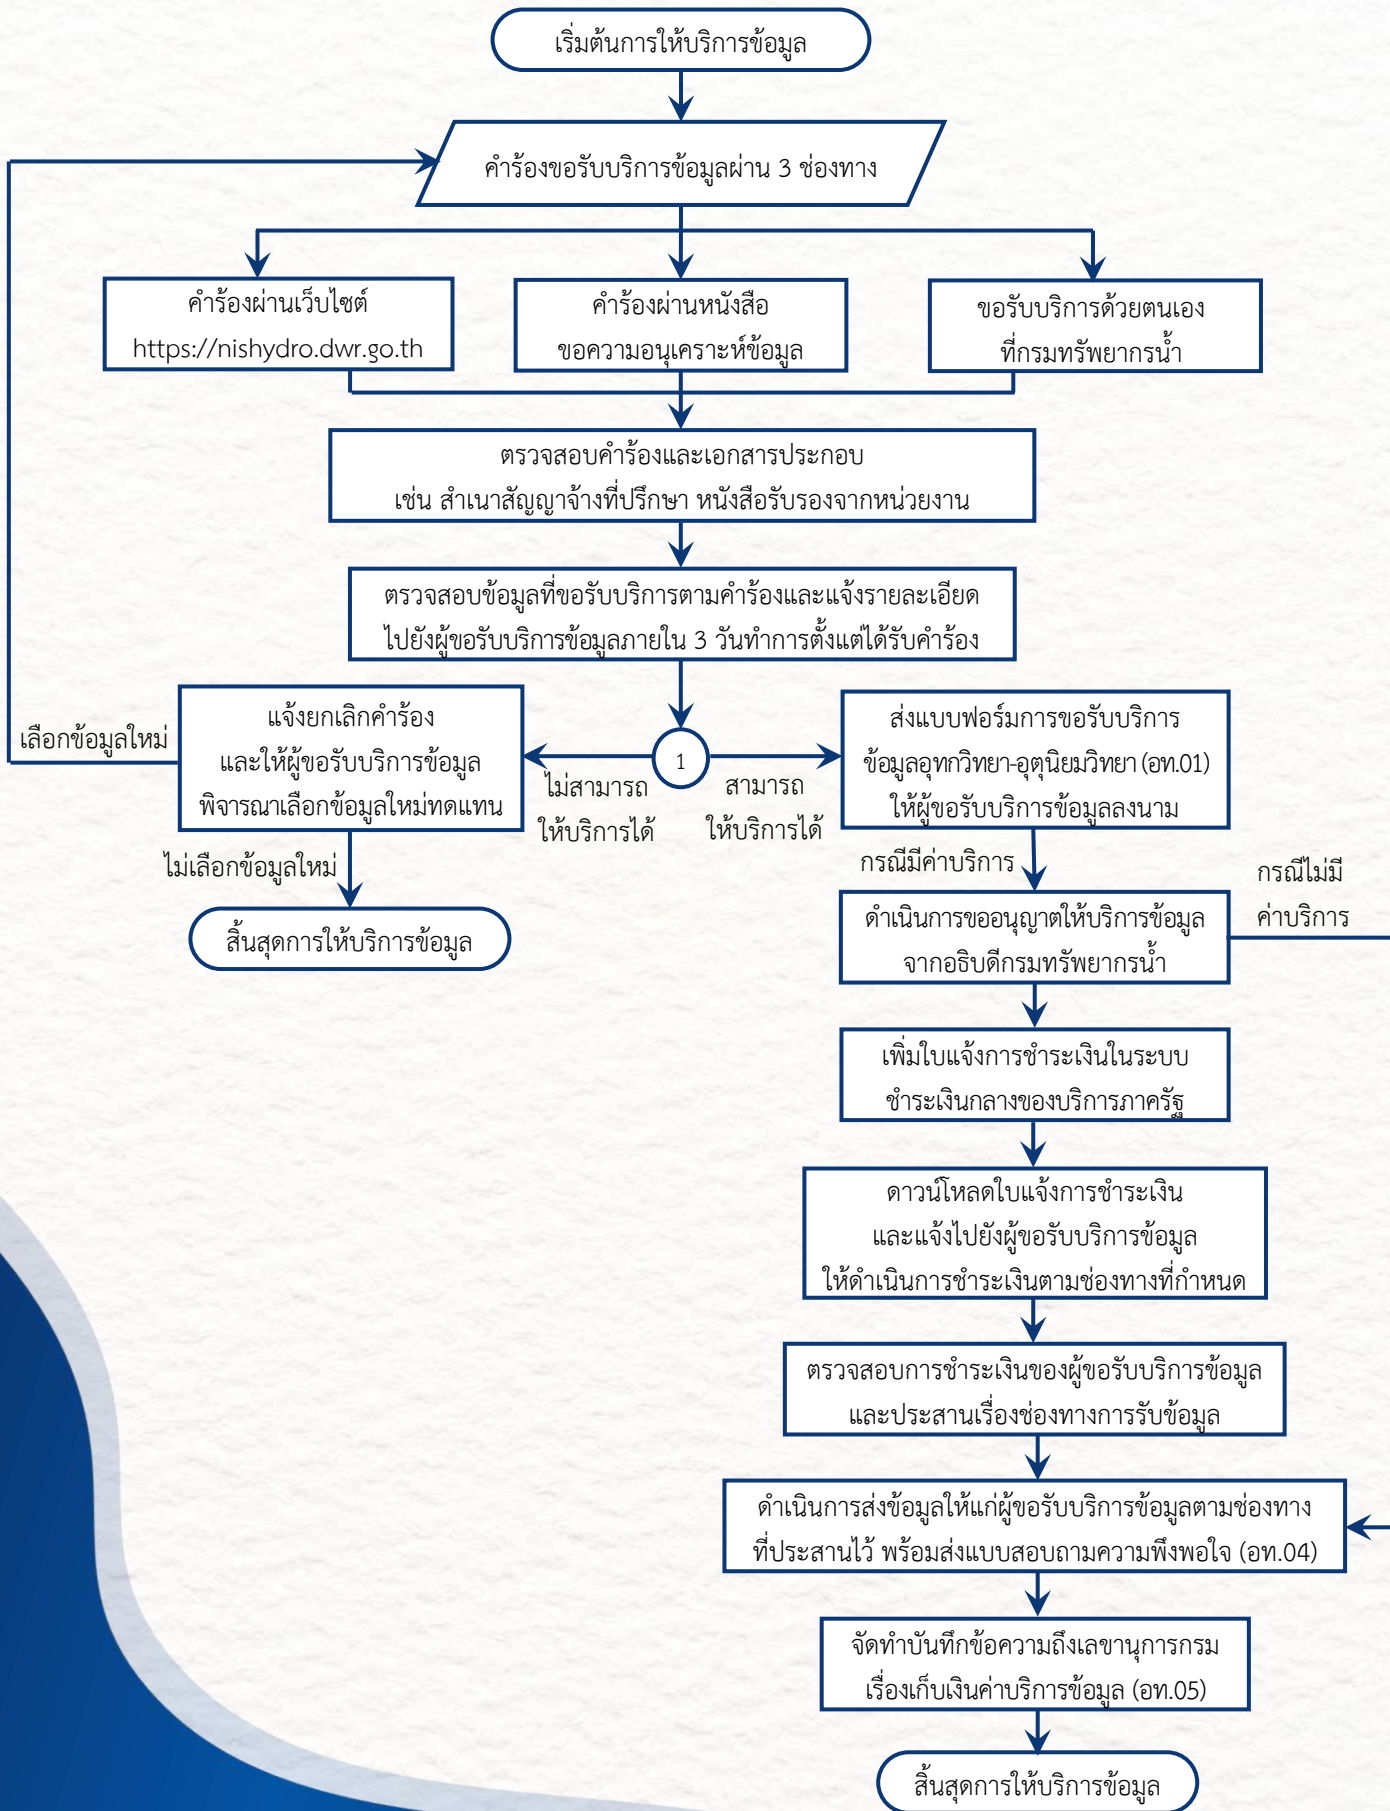 เริ่มต้นการให้บริการข้อมูล
คำร้องขอรับบริการข้อมูลผ่าน 3 ช่องทาง
คำร้องผ่านเว็บไซต์
https://nishydro.dwr.go.th
คำร้องผ่านหนังสือ
ขอความอนุเคราะห์ข้อมูล
ขอรับบริการด้วยตนเอง
ที่กรมทรัพยากรน้ำ
ตรวจสอบคำร้องและเอกสารประกอบ
เช่น สำเนาสัญญาจ้างที่ปรึกษา หนังสือรับรองจากหน่วยงาน
ตรวจสอบข้อมูลที่ขอรับบริการตามคำร้องและแจ้งรายละเอียด
ไปยังผู้ขอรับบริการข้อมูลภายใน 3 วันทำการตั้งแต่ได้รับคำร้อง
เลือกข้อมูลใหม่
แจ้งยกเลิกคำร้อง
และให้ผู้ขอรับบริการข้อมูล
พิจารณาเลือกข้อมูลใหม่ทดแทน
1
ไม่สามารถ
ให้บริการได้
สามารถ
ให้บริการได้
ส่งแบบฟอร์มการขอรับบริการ
ข้อมูลอุทกวิทยา-อุตุนิยมวิทยา (อท.01)
ให้ผู้ขอรับบริการข้อมูลลงนาม
ไม่เลือกข้อมูลใหม่
สิ้นสุดการให้บริการข้อมูล
กรณีมีค่าบริการ
กรณีไม่มี
ค่าบริการ
ดำเนินการขออนุญาตให้บริการข้อมูล
จากอธิบดีกรมทรัพยากรน้ำ
เพิ่มใบแจ้งการชำระเงินในระบบ
ชำระเงินกลางของบริการภาครัฐ
ดาวน์โหลดใบแจ้งการชำระเงิน
และแจ้งไปยังผู้ขอรับบริการข้อมูล
ให้ดำเนินการชำระเงินตามช่องทางที่กำหนด
ตรวจสอบการชำระเงินของผู้ขอรับบริการข้อมูล
และประสานเรื่องช่องทางการรับข้อมูล
ดำเนินการส่งข้อมูลให้แก่ผู้ขอรับบริการข้อมูลตามช่องทาง
ที่ประสานไว้ พร้อมส่งแบบสอบถามความพึงพอใจ (อท.04)
จัดทำบันทึกข้อความถึงเลขานุการกรม
เรื่องเก็บเงินค่าบริการข้อมูล (อท.05)
สิ้นสุดการให้บริการข้อมูล